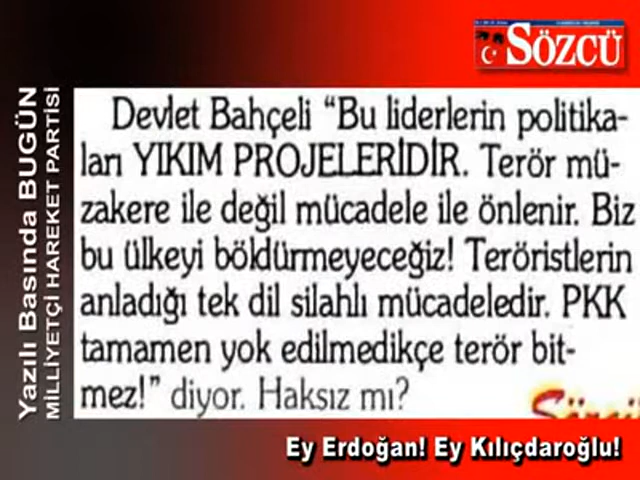 SÖZCÜ
Yazılı Basında BUGÜN
MİLLİYETÇİ HAREKET PARTİSİ
Devlet Bahçeli “Bu liderlerin politika-
ları YIKIM PROJELERİDİR. Terör mü-
zakere ile değil mücadele ile önlenir. Biz
bu ülkeyi böldürmeyeceğiz! Teröristlerin
anladığı tek dil silahlı mücadeledir. PKK
tamamen yok edilmedikçe terör bit-
mez!” diyor. Haksız mı?
Ey Erdoğan! Ey Kılıçdaroğlu!